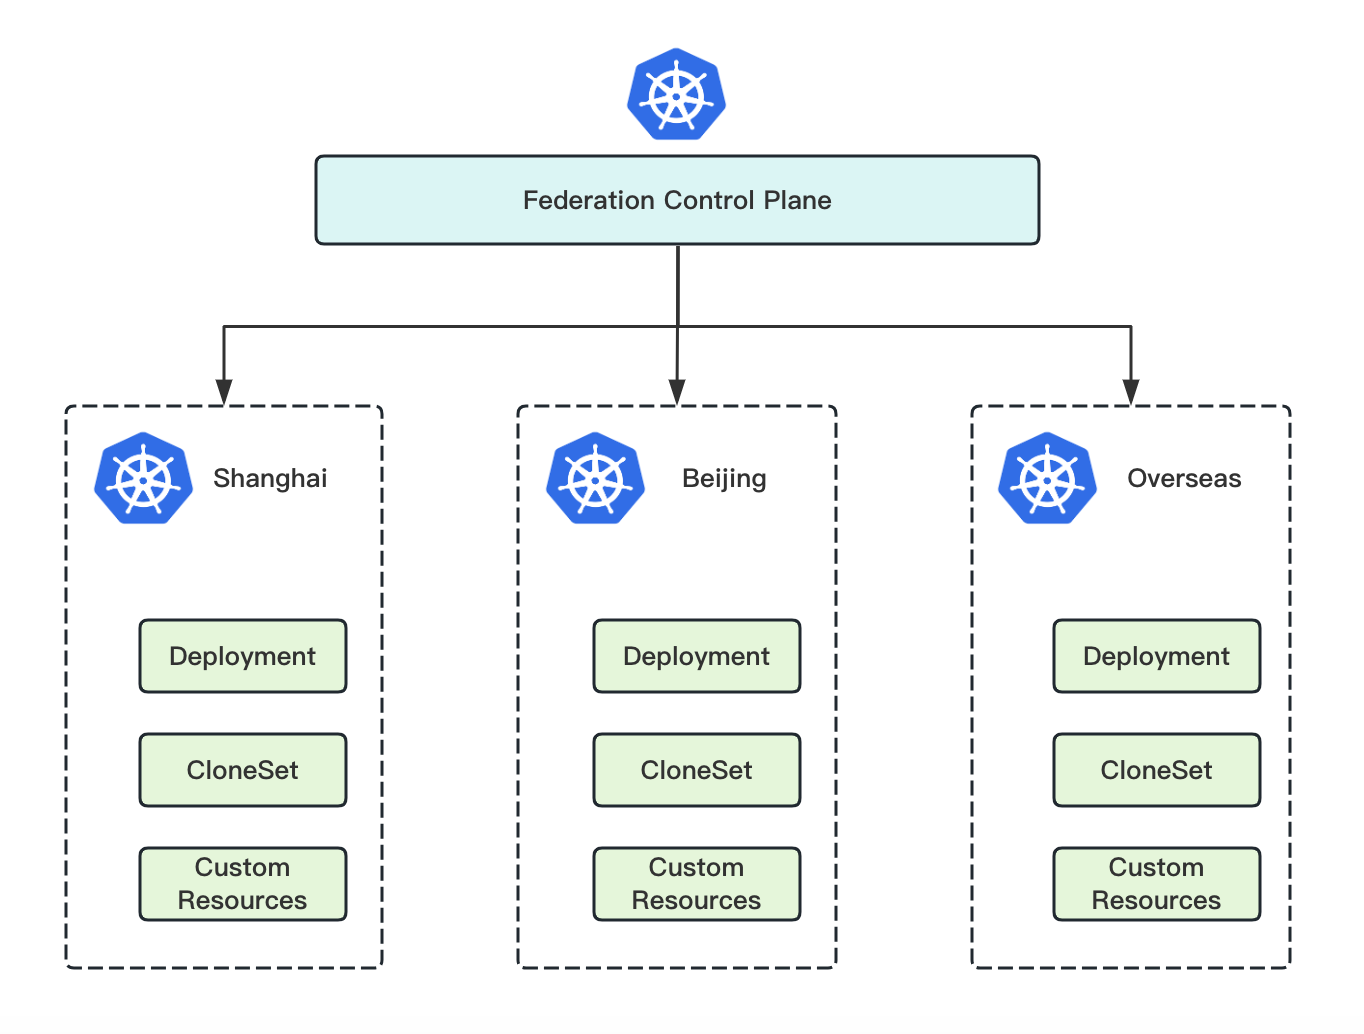 Federation Control Plane
Shanghai
Beijing
Overseas
Deployment
Deployment
Deployment
CloneSet
CloneSet
CloneSet
Custom
Resources
Custom
Resources
Custom
Resources